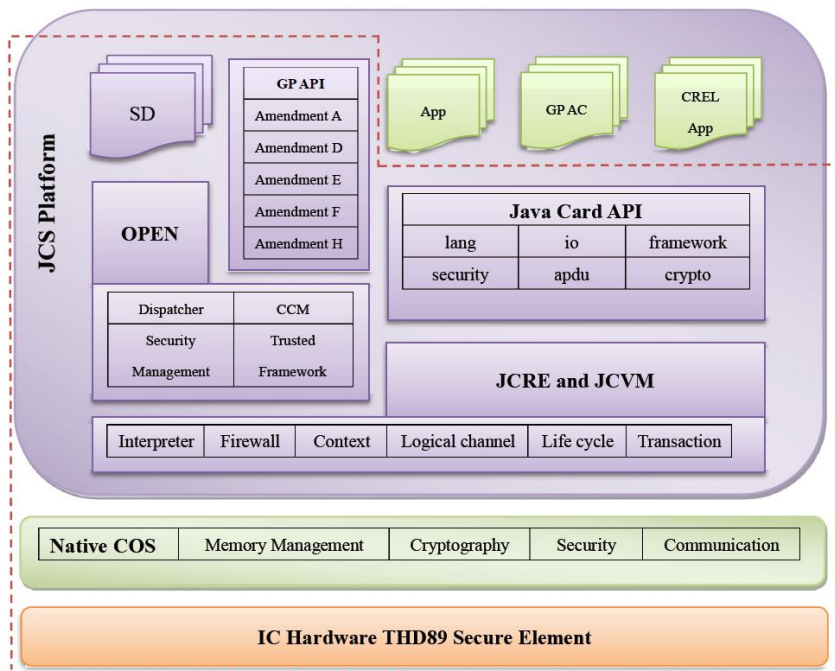 JCS Platform
SD
GP API
Amendment A
Amendment D
Amendment E
Amendment F
Amendment H
App
GP AC
CREL
App
OPEN
Dispatcher
CCM
Security
Management
Trusted
Framework
Java Card API
lang
io
framework
security
apdu
crypto
JCRE and JCVM
Interpreter
Firewall
Context
Logical channel
Life cycle
Transaction
Native COS
Memory Management
Cryptography
Security
Communication
IC Hardware THD89 Secure Element